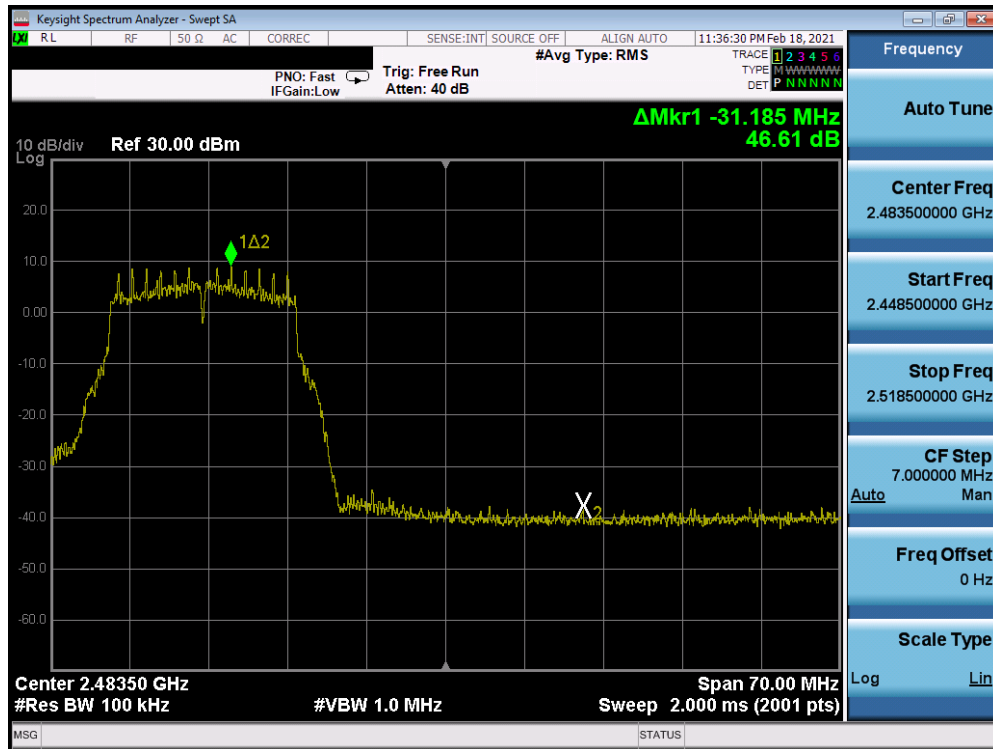 Keysight Spectrum Analyzer - Swept SA
LXI RL RF 50 Ω AC CORREC SENSE:INT SOURCE OFF ALIGN AUTO 11:36:30 PM Feb 18, 2021
#Avg Type: RMS
TRACE 1 2 3 4 5 6
TYPE M WWWWW
DET P N N N N N
PNO: Fast Trig: Free Run
IFGain:Low Atten: 40 dB
ΔMkr1 -31.185 MHz
46.61 dB
10 dB/div Ref 30.00 dBm
Log
20.0
1Δ2
10.0
0.00
-10.0
-20.0
-30.0
X2
-40.0
-50.0
-60.0
Center 2.48350 GHz Span 70.00 MHz
#Res BW 100 kHz #VBW 1.0 MHz Sweep 2.000 ms (2001 pts)
MSG STATUS
Frequency
Auto Tune
Center Freq
2.483500000 GHz
Start Freq
2.448500000 GHz
Stop Freq
2.518500000 GHz
CF Step
7.000000 MHz
Auto Man
Freq Offset
0 Hz
Scale Type
Log Lin